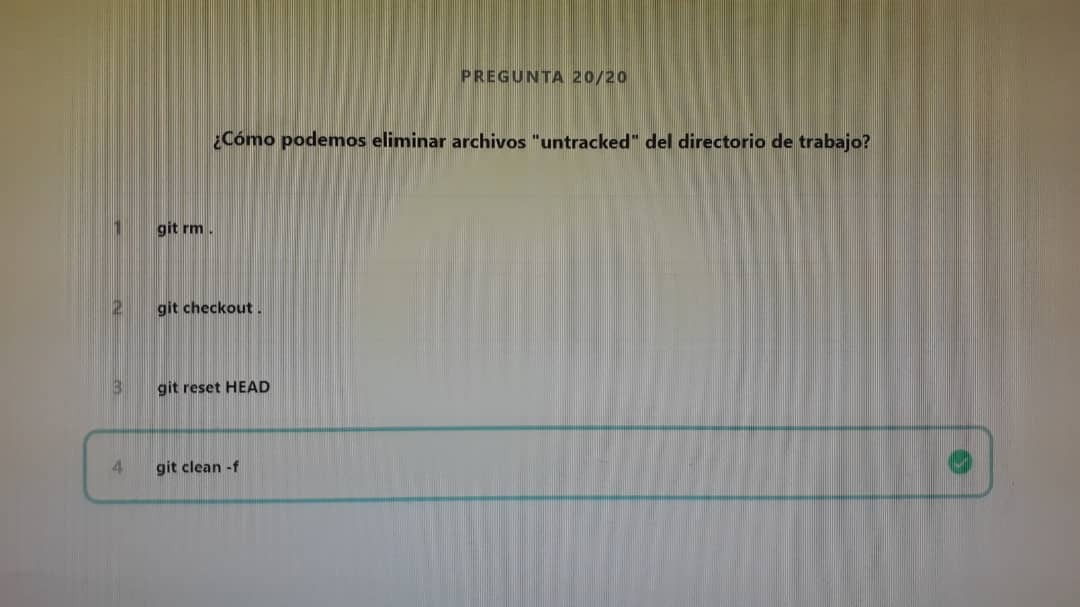 PREGUNTA 20/20
¿Cómo podemos eliminar archivos "untracked" del directorio de trabajo?
1 git rm .
2 git checkout .
3 git reset HEAD
4 git clean -f